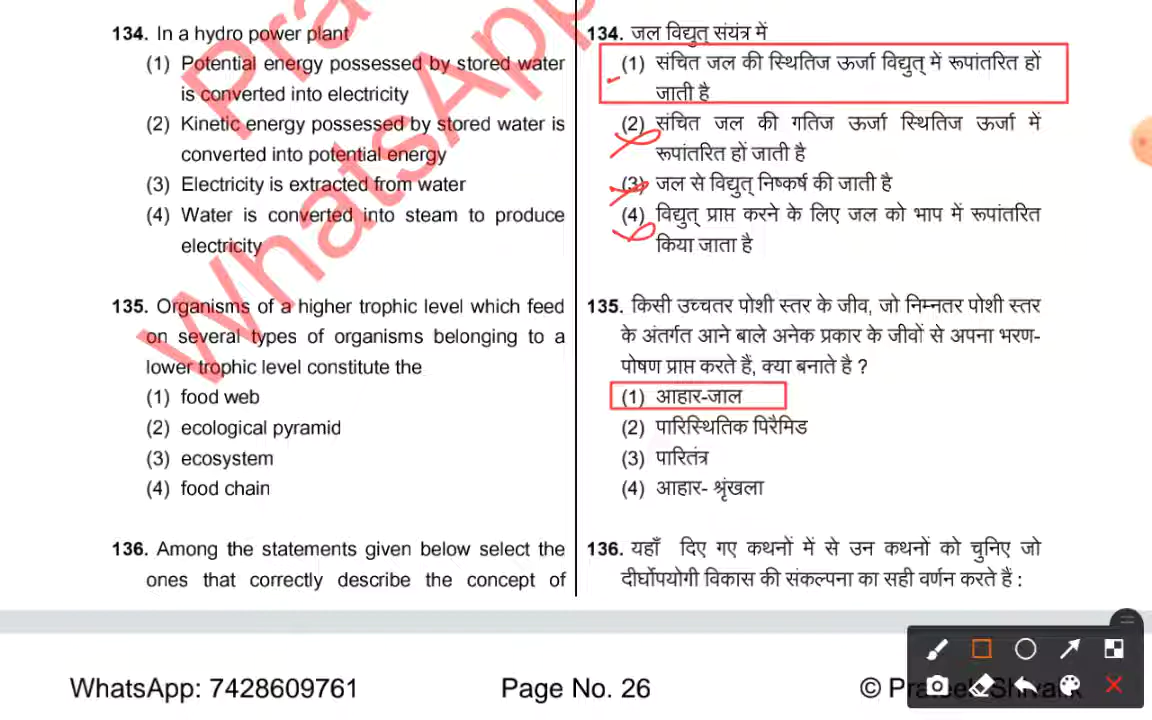 134. In a hydro power plant
(1) Potential energy possessed by stored water
is converted into electricity
(2) Kinetic energy possessed by stored water is
converted into potential energy
(3) Electricity is extracted from water
(4) Water is converted into steam to produce
electricity
135. Organisms of a higher trophic level which feed
on several types of organisms belonging to a
lower trophic level constitute the
(1) food web
(2) ecological pyramid
(3) ecosystem
(4) food chain
136. Among the statements given below select the
ones that correctly describe the concept of
134. जल विद्युत् संयंत्र में
(1) संचित जल की स्थितिज ऊर्जा विद्युत् में रूपांतरित हों
जाती है
(2) संचित जल की गतिज ऊर्जा स्थितिज ऊर्जा में
रूपांतरित हों जाती है
(3) जल से विद्युत् निष्कर्ष की जाती है
(4) विद्युत् प्राप्त करने के लिए जल को भाप में रूपांतरित
किया जाता है
135. किसी उच्चतर पोशी स्तर के जीव, जो निम्नतर पोशी स्तर
के अंतर्गत आने बाले अनेक प्रकार के जीवों से अपना भरण-
पोषण प्राप्त करते हैं, क्या बनाते है ?
(1) आहार-जाल
(2) पारिस्थितिक पिरैमिड
(3) पारितंत्र
(4) आहार- श्रृंखला
136. यहाँ दिए गए कथनों में से उन कथनों को चुनिए जो
दीर्घोपयोगी विकास की संकल्पना का सही वर्णन करते हैं :
WhatsApp
WhatsApp: 7428609761
Page No. 26
©